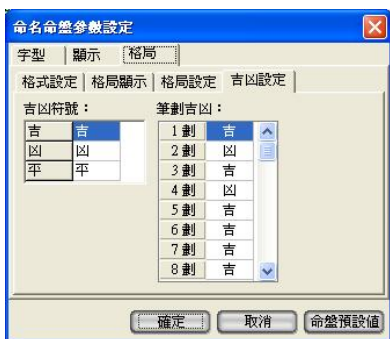 命名命盤參數設定
字型 顯示 格局
格式設定 格局顯示 格局設定 吉凶設定
吉凶符號： 筆劃吉凶：
吉 吉 1劃 吉
凶 凶 2劃 凶
平 平 3劃 吉
4劃 凶
5劃 吉
6劃 吉
7劃 吉
8劃 吉
確定 取消 命盤預設值